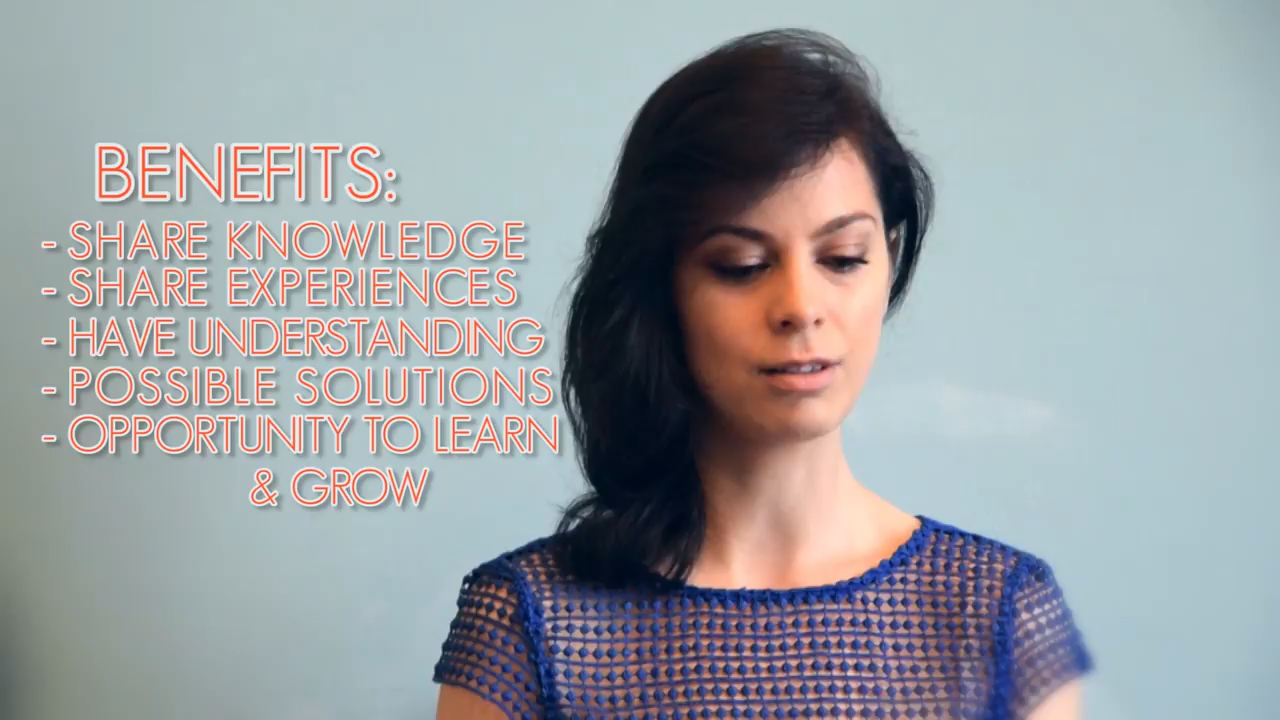 BENEFITS:
- SHARE KNOWLEDGE
- SHARE EXPERIENCES
- HAVE UNDERSTANDING
- POSSIBLE SOLUTIONS
- OPPORTUNITY TO LEARN
& GROW